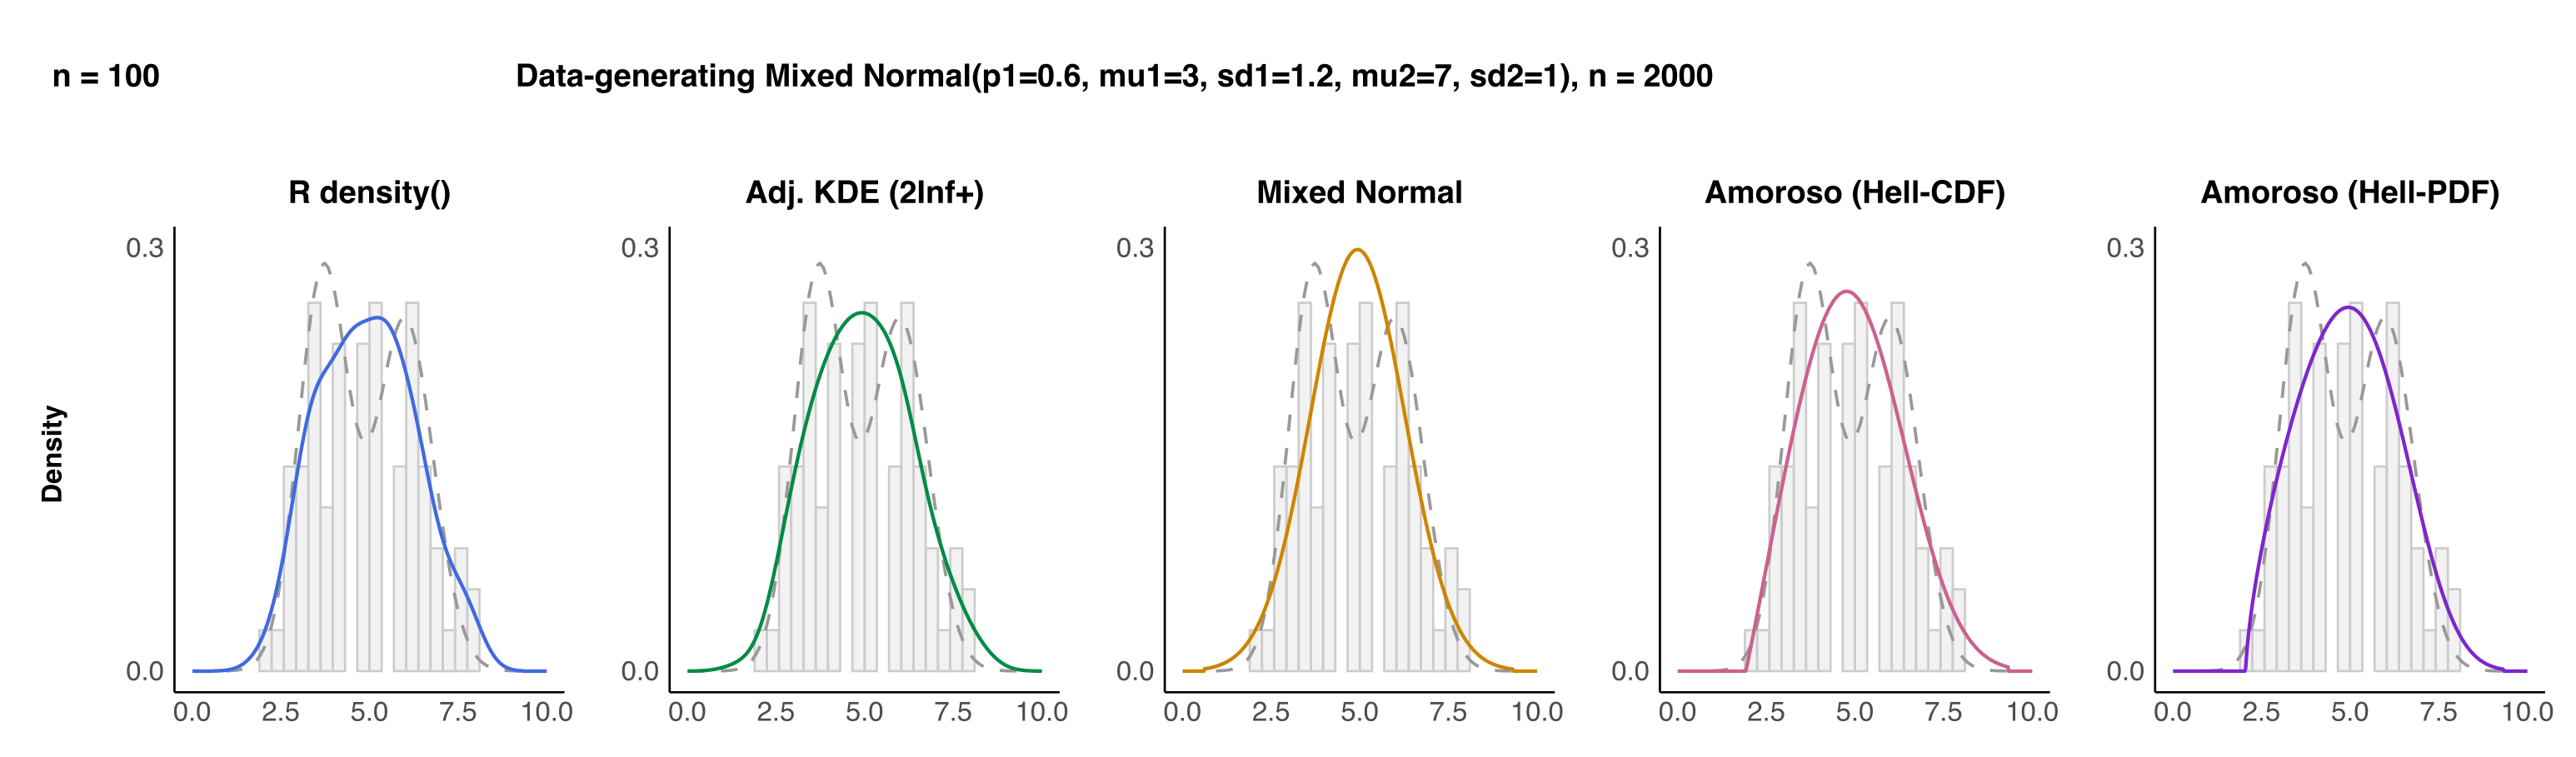 n = 100
Data-generating Mixed Normal(p1=0.6, mu1=3, sd1=1.2, mu2=7, sd2=1), n = 2000
R density()
Adj. KDE (2Inf+)
Mixed Normal
Amoroso (Hell-CDF)
Amoroso (Hell-PDF)
Density
0.3
0.0
0.0 2.5 5.0 7.5 10.0
0.3
0.0
0.0 2.5 5.0 7.5 10.0
0.3
0.0
0.0 2.5 5.0 7.5 10.0
0.3
0.0
0.0 2.5 5.0 7.5 10.0
0.3
0.0
0.0 2.5 5.0 7.5 10.0